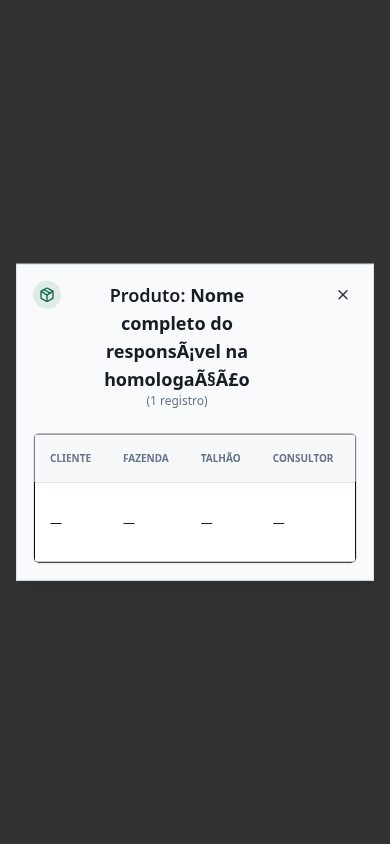 Produto: Nome
completo do
responsÃ¡vel na
homologaÃ§Ã£o
(1 registro)
CLIENTE FAZENDA TALHÃO CONSULTOR
— — — —